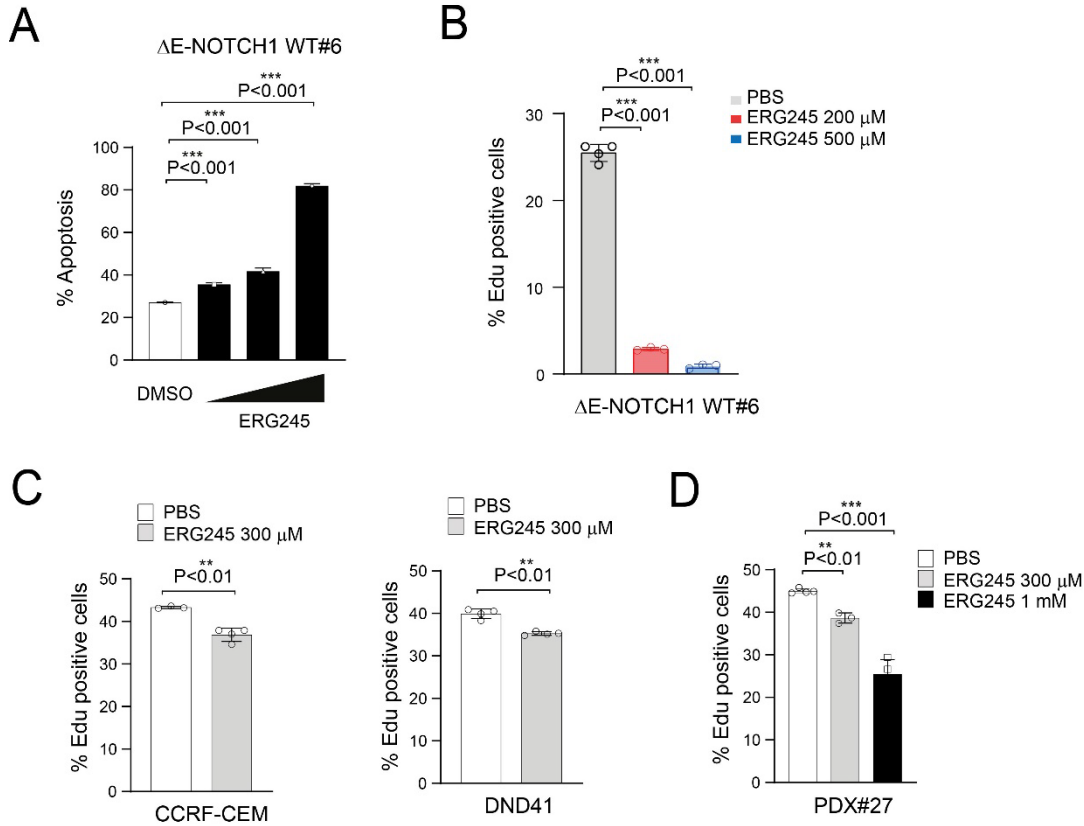 A
ΔE-NOTCH1 WT#6
***
P<0.001
***
P<0.001
***
P<0.001
% Apoptosis
100
80
60
40
20
0
DMSO
ERG245
B
***
P<0.001
***
P<0.001
PBS
ERG245 200 μM
ERG245 500 μM
% Edu positive cells
30
20
10
0
ΔE-NOTCH1 WT#6
C
PBS
ERG245 300 μM
**
P<0.01
% Edu positive cells
50
40
30
20
10
0
CCRF-CEM
PBS
ERG245 300 μM
**
P<0.01
% Edu positive cells
50
40
30
20
10
0
DND41
D
***
P<0.001
**
P<0.01
PBS
ERG245 300 μM
ERG245 1 mM
% Edu positive cells
50
40
30
20
10
0
PDX#27